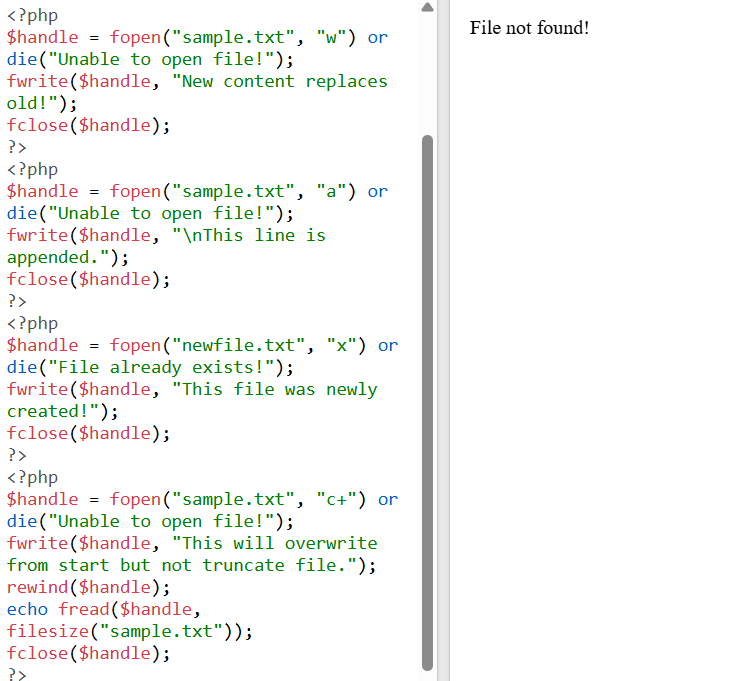 <?php
$handle = fopen("sample.txt", "w") or
die("Unable to open file!");
fwrite($handle, "New content replaces
old!");
fclose($handle);
?>
<?php
$handle = fopen("sample.txt", "a") or
die("Unable to open file!");
fwrite($handle, "\nThis line is
appended.");
fclose($handle);
?>
<?php
$handle = fopen("newfile.txt", "x") or
die("File already exists!");
fwrite($handle, "This file was newly
created!");
fclose($handle);
?>
<?php
$handle = fopen("sample.txt", "c+") or
die("Unable to open file!");
fwrite($handle, "This will overwrite
from start but not truncate file.");
rewind($handle);
echo fread($handle,
filesize("sample.txt"));
fclose($handle);
?>
File not found!